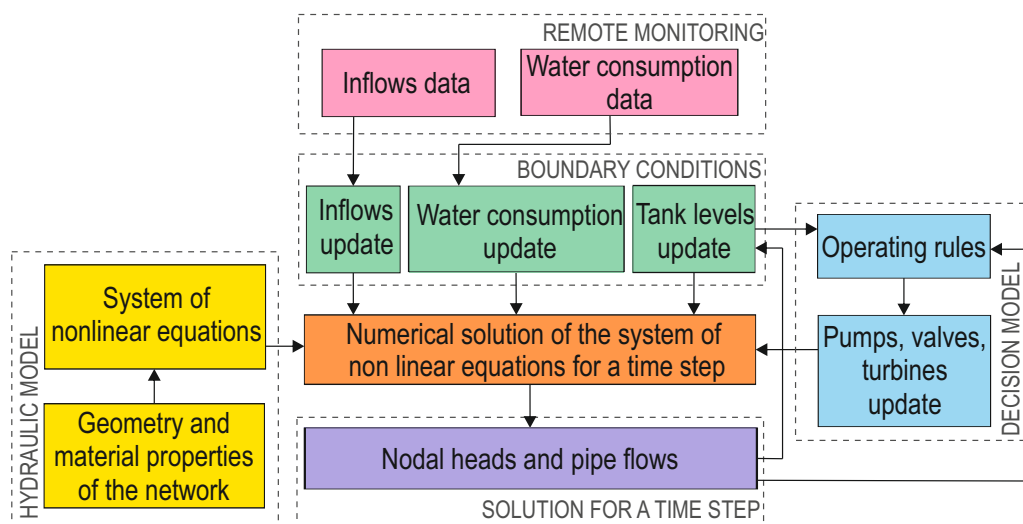 REMOTE MONITORING
Inflows data
Water consumption
data
BOUNDARY CONDITIONS
Inflows
update
Water consumption
update
Tank levels
update
Operating rules
Pumps, valves,
turbines
update
DECISION MODEL
System of
nonlinear equations
Geometry and
material properties
of the network
HYDRAULIC MODEL
Numerical solution of the system of
non linear equations for a time step
Nodal heads and pipe flows
SOLUTION FOR A TIME STEP